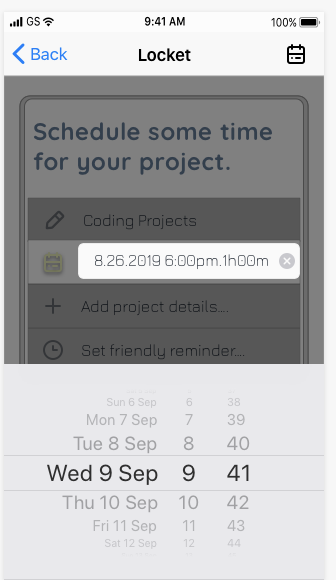 GS 9:41 AM 100%
Back Locket
Schedule some time
for your project.
Coding Projects
8.26.2019 6:00pm.1h00m
Add project details....
Set friendly reminder....
Sun 6 Sep 6 38
Mon 7 Sep 7 39
Tue 8 Sep 8 40
Wed 9 Sep 9 41
Thu 10 Sep 10 42
Fri 11 Sep 11 43
Sat 12 Sep 12 44